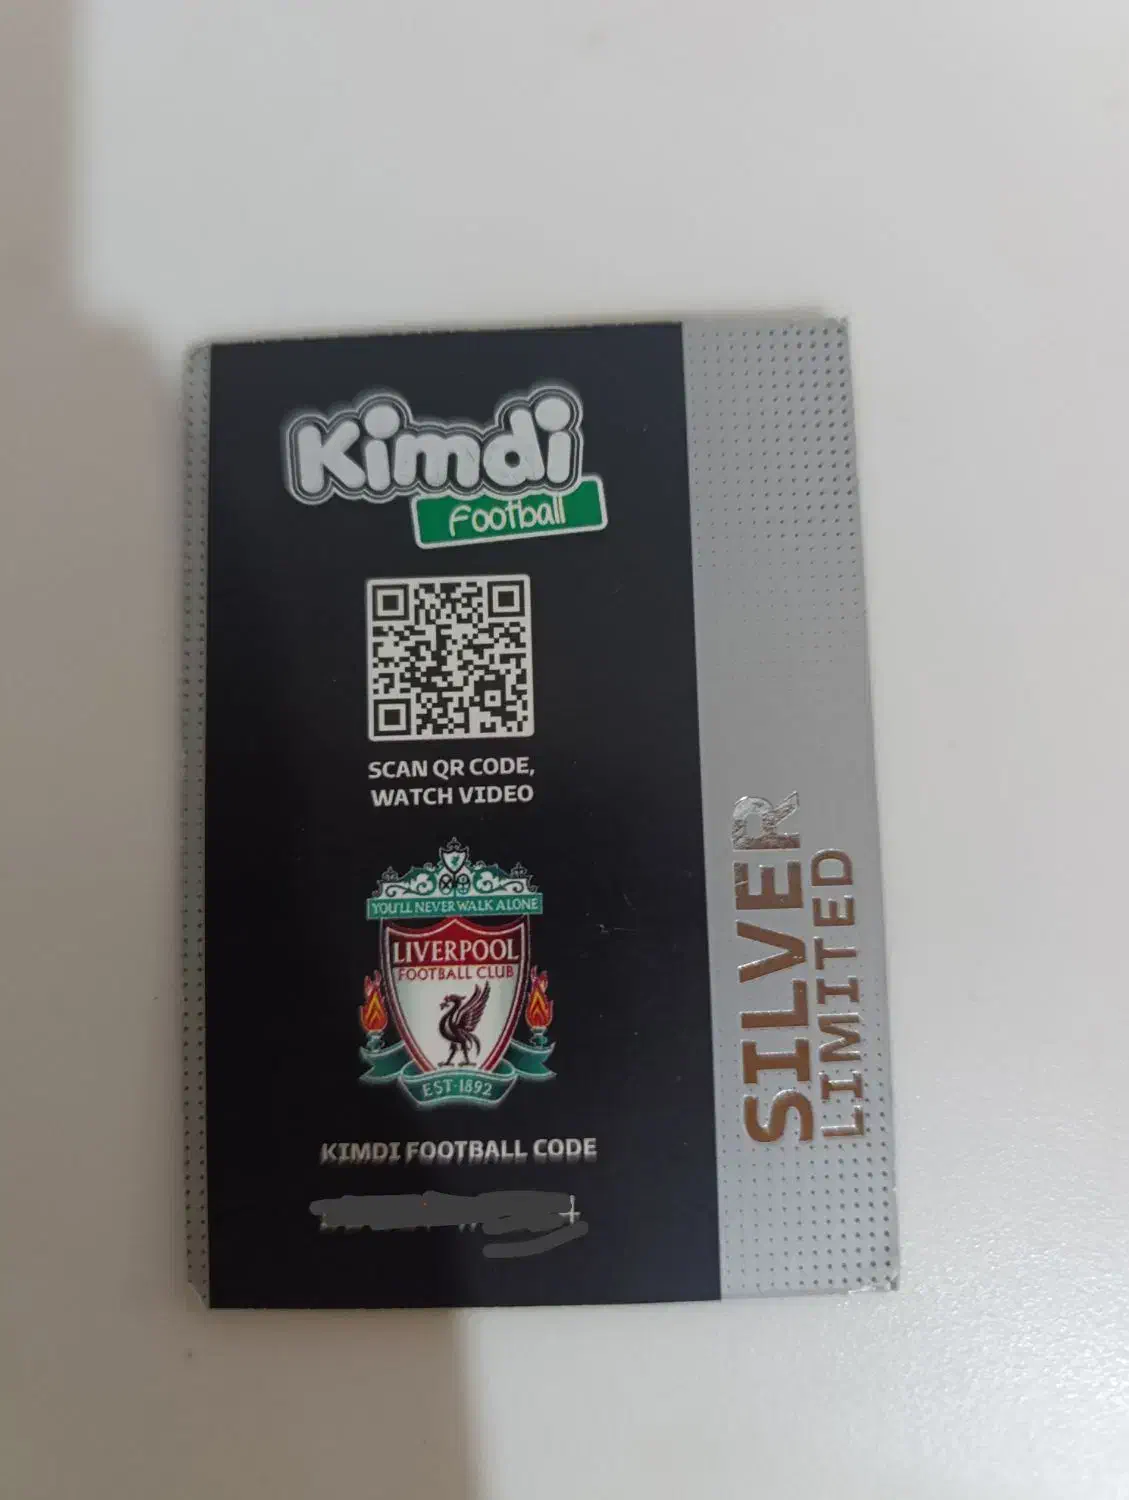 Kimdi
Football
SCAN QR CODE,
WATCH VIDEO
YOU'LL NEVER WALK ALONE
LIVERPOOL
FOOTBALL CLUB
EST·1892
KIMDI FOOTBALL CODE
SILVER
LIMITED